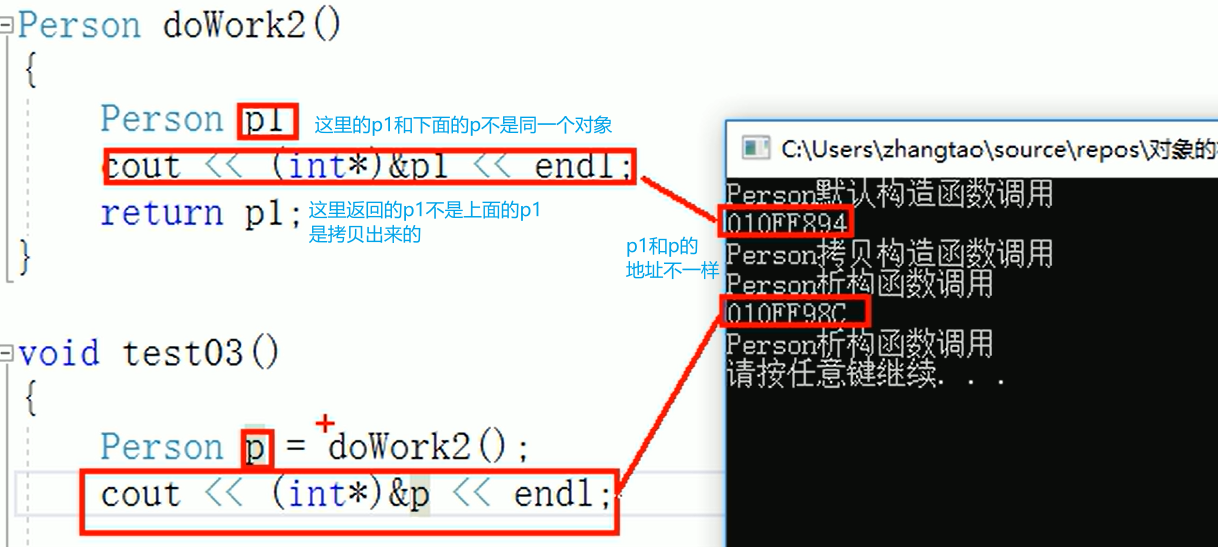 Person doWork2()
{
Person p1
这里的p1和下面的p不是同一个对象
cout << (int*)&p1 << endl;
return p1;
这里返回的p1不是上面的p1
是拷贝出来的
}
p1和p的
地址不一样
void test03()
{
Person p = doWork2();
cout << (int*)&p << endl;
C:\Users\zhangtao\source\repos\对象的
Person默认构造函数调用
010FF894
Person拷贝构造函数调用
Person析构函数调用
010FF98C
Person析构函数调用
请按任意键继续. . .